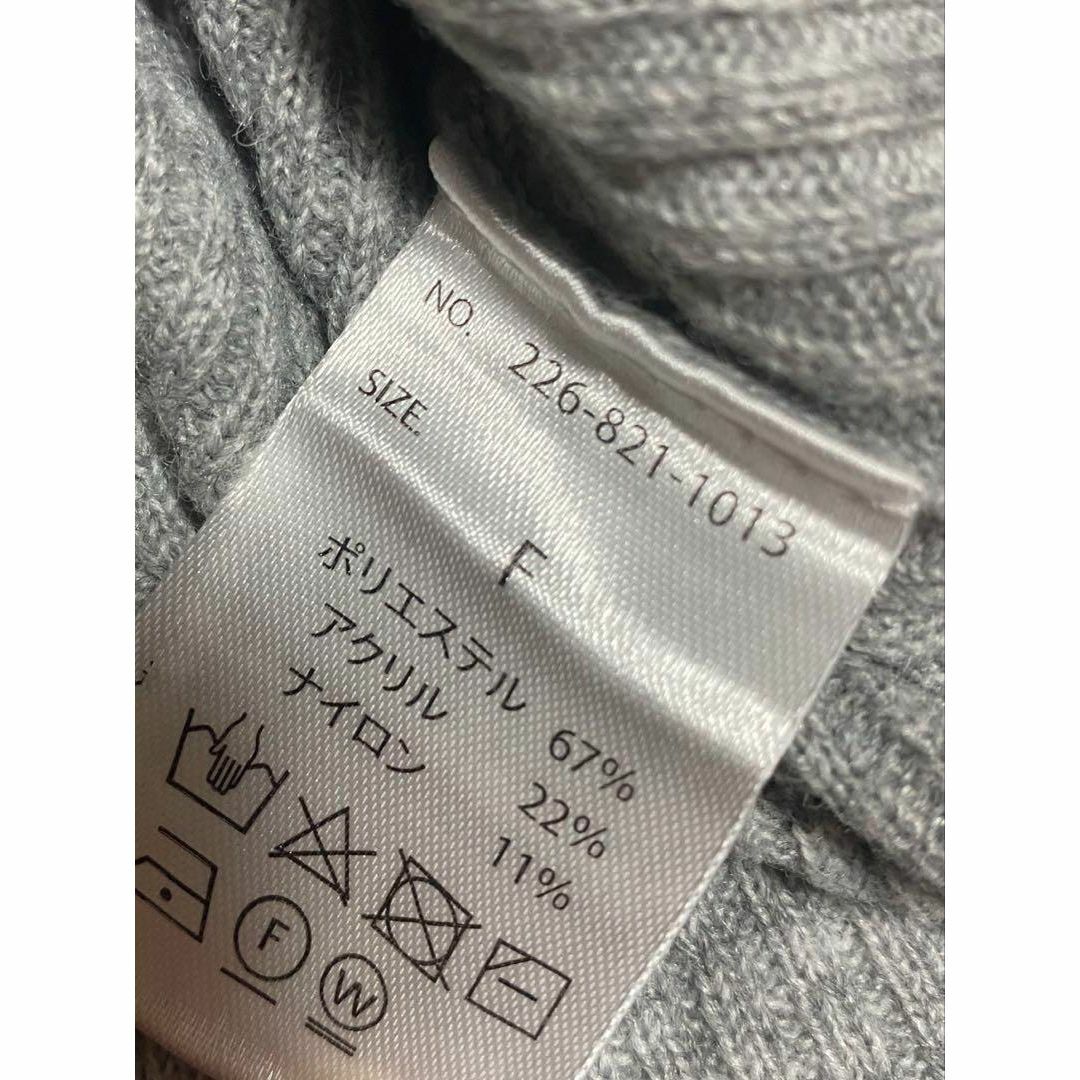 NO. 226-821-1013
SIZE. F
ポリエステル 67%
アクリル 22%
ナイロン 11%
F
W